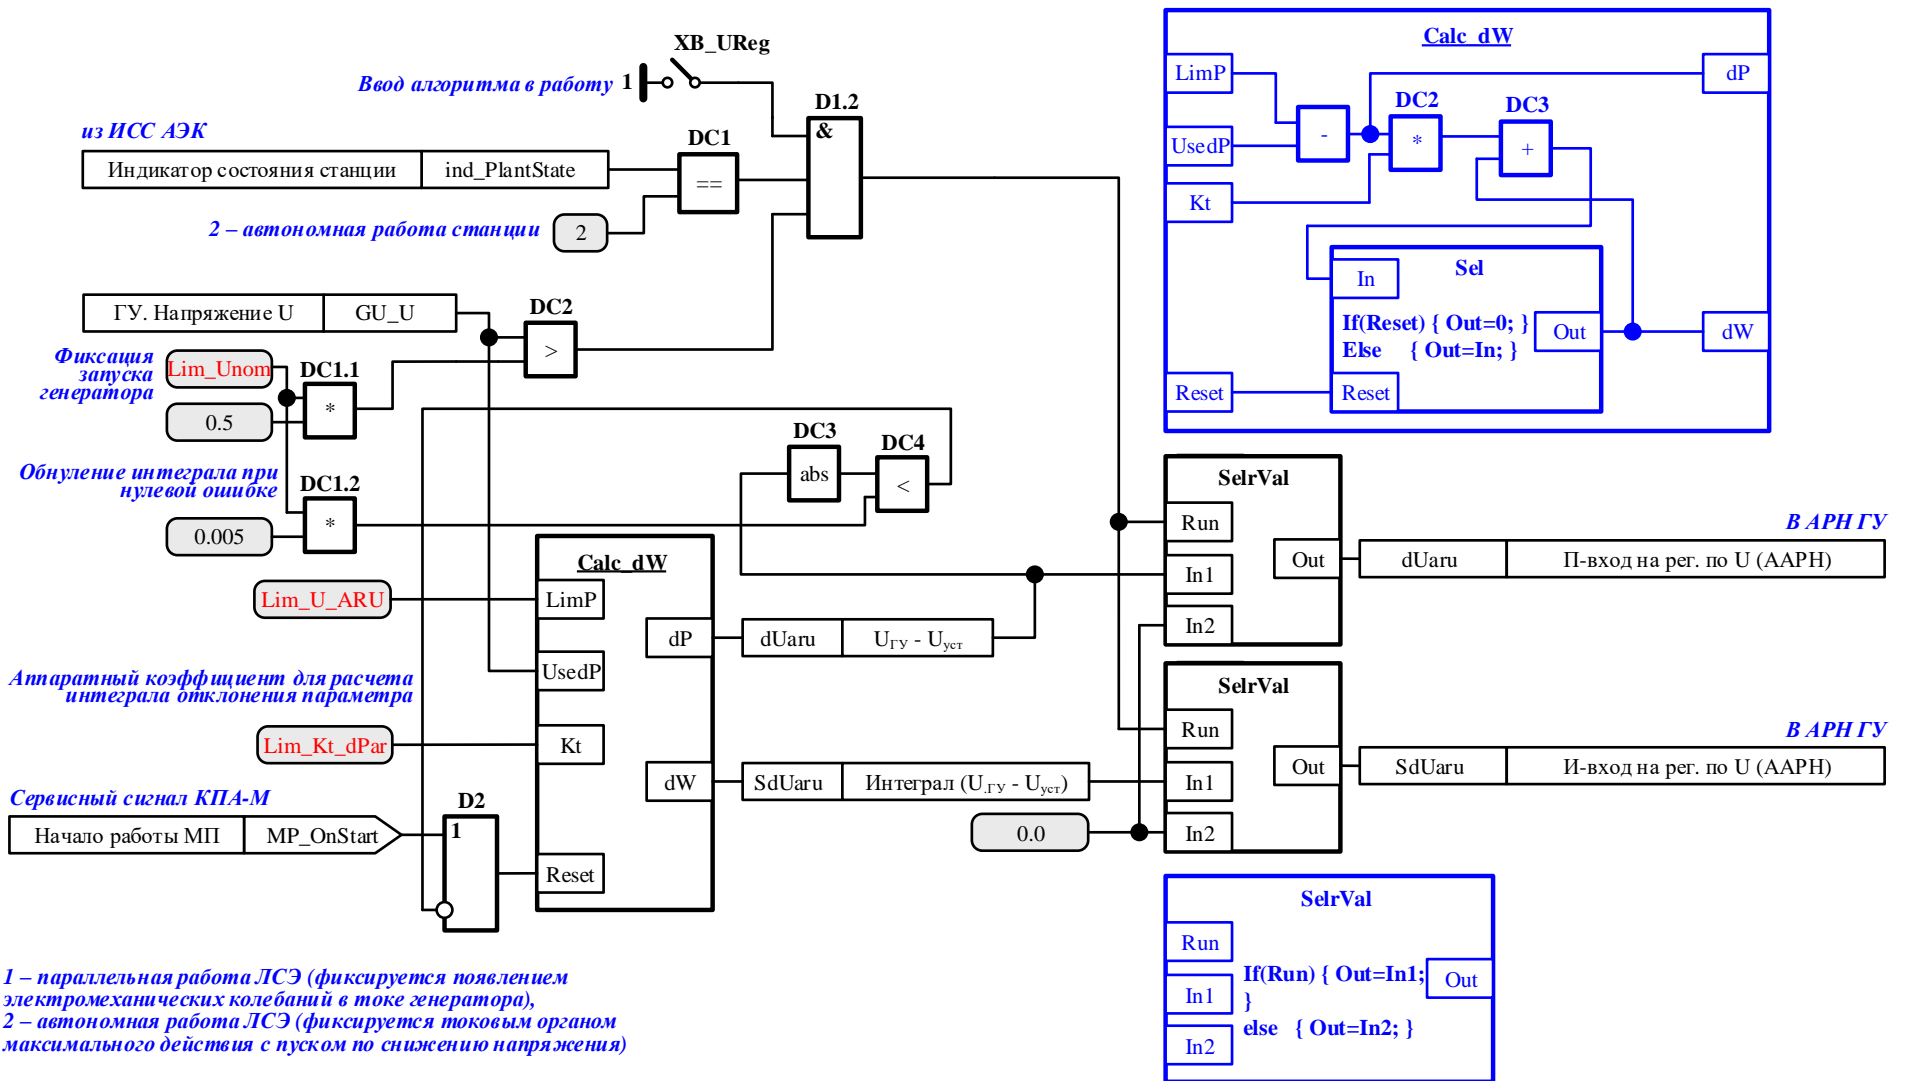 XB_UReg
Ввод алгоритма в работу 1
D1.2
&
из ИСС АЭК
DC1
Индикатор состояния станции
ind_PlantState
==
2 – автономная работа станции
2
ГУ. Напряжение U
GU_U
DC2
>
Фиксация
запуска
генератора
Lim_Unom
DC1.1
*
0.5
Обнуление интеграла при
нулевой ошибке
DC1.2
*
0.005
DC3
abs
DC4
<
Calc_dW
Lim_U_ARU
LimP
dP
dUaru
UГУ - Uуст
UsedP
Аппаратный коэффициент для расчета
интеграла отклонения параметра
Lim_Kt_dPar
Kt
dW
SdUaru
Интеграл (U.ГУ - Uуст)
Сервисный сигнал КПА-М
Начало работы МП
MP_OnStart
D2
1
Reset
0.0
1 – параллельная работа ЛСЭ (фиксируется появлением
электромеханических колебаний в токе генератора),
2 – автономная работа ЛСЭ (фиксируется токовым органом
максимального действия с пуском по снижению напряжения)
Calc_dW
LimP
dP
UsedP
-
DC2
*
DC3
+
Kt
Sel
In
If(Reset) { Out=0; }
Else { Out=In; }
Out
dW
Reset
Reset
SelrVal
Run
In1
In2
Out
В АРН ГУ
dUaru
П-вход на рег. по U (ААРН)
SelrVal
Run
In1
In2
Out
В АРН ГУ
SdUaru
И-вход на рег. по U (ААРН)
SelrVal
Run
In1
In2
If(Run) { Out=In1;
}
else { Out=In2; }
Out